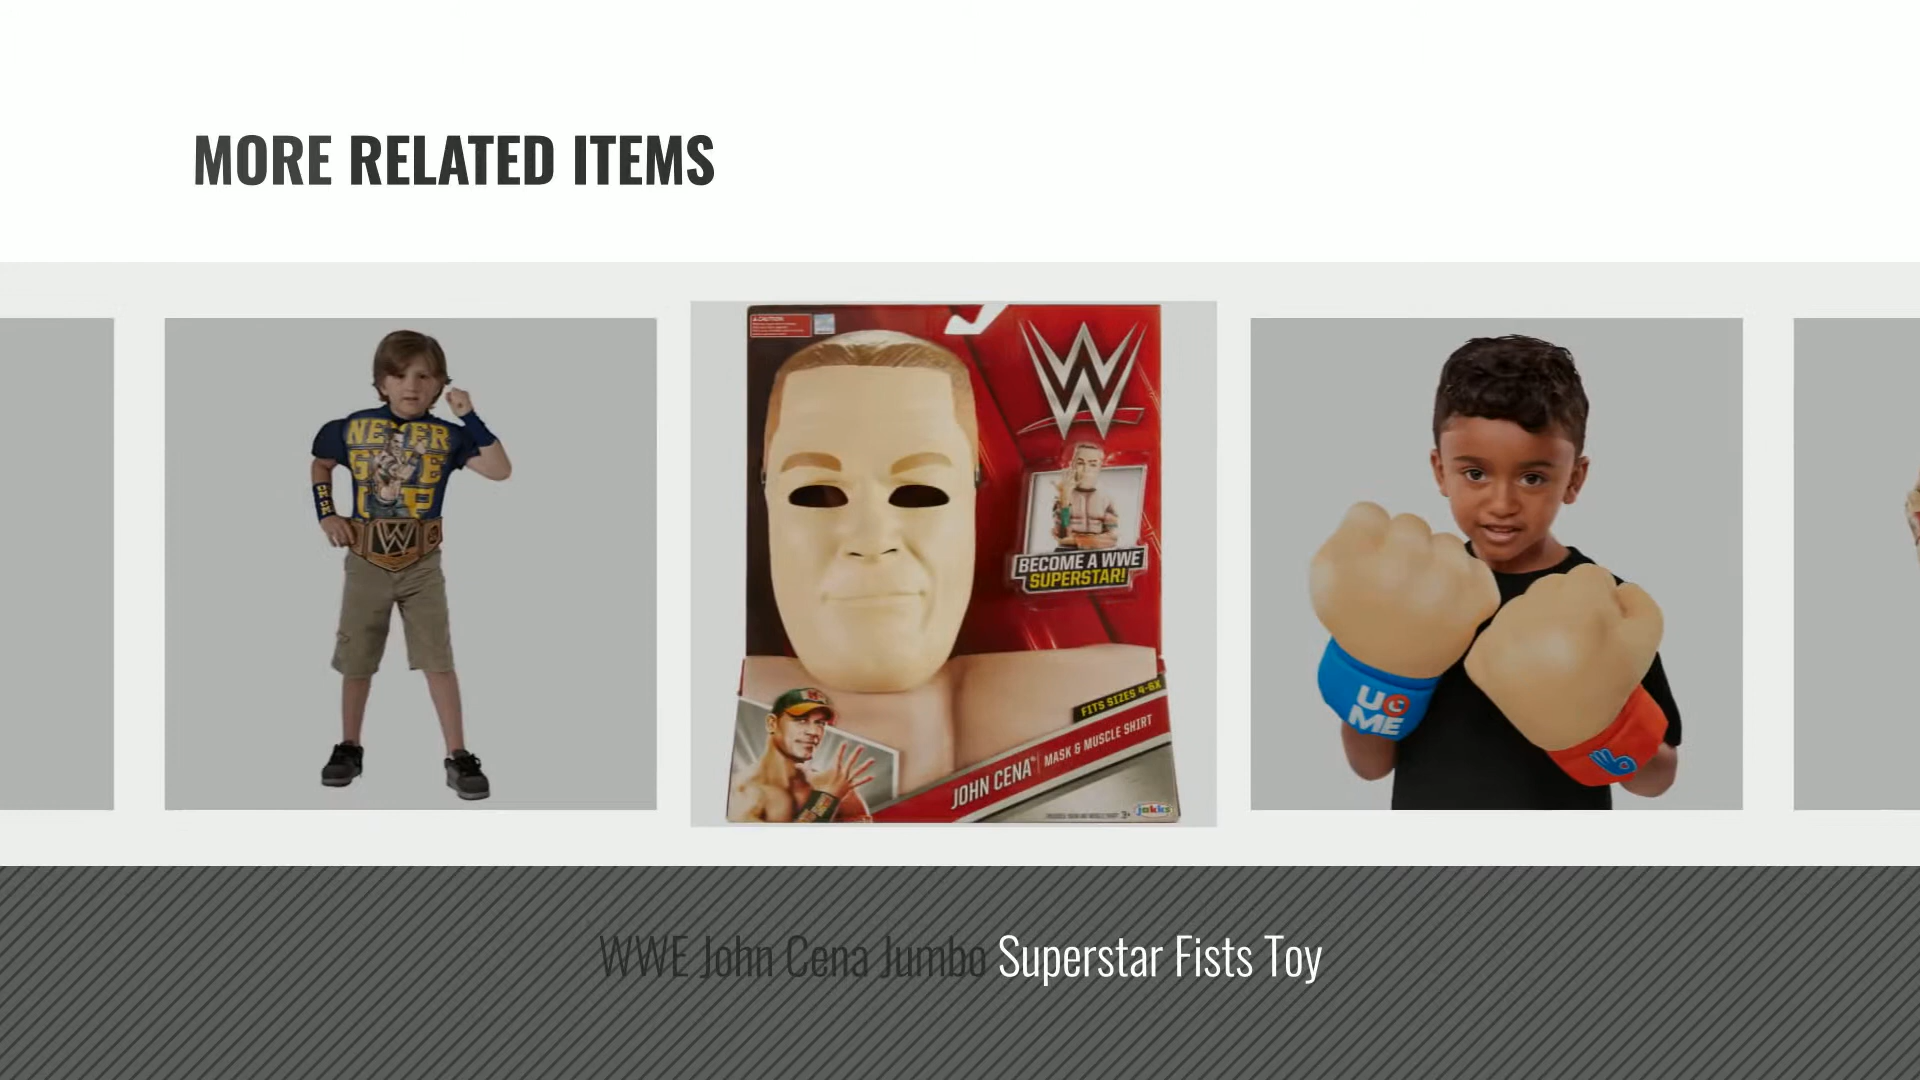 MORE RELATED ITEMS
CAUTION
NEVER
GIVE
UP
W
BECOME A WWE
SUPERSTAR!
FITS SIZES 4-6X
JOHN CENA | MASK & MUSCLE SHIRT
3+
jakks
U C
ME
WWE John Cena Jumbo Superstar Fists Toy